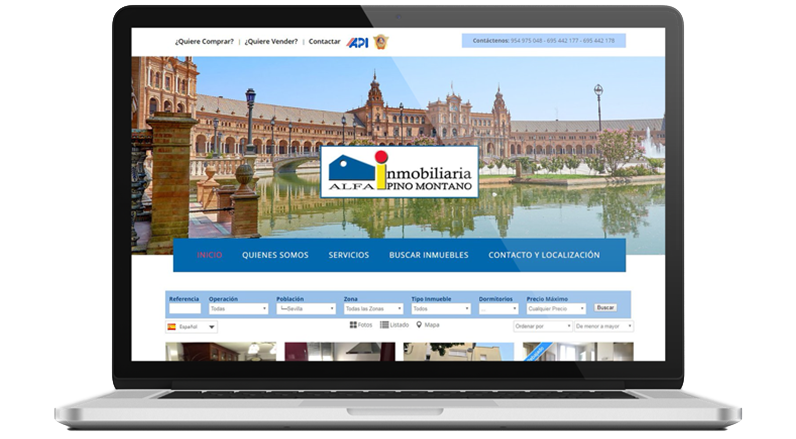 ¿Quiere Comprar? | ¿Quiere Vender? | Contactar API
Contáctenos: 954 975 048 - 695 442 177 - 695 442 178
Inmobiliaria
ALFA PINO MONTANO
INICIO QUIENES SOMOS SERVICIOS BUSCAR INMUEBLES CONTACTO Y LOCALIZACIÓN
Referencia Operación Población Zona Tipo Inmueble Dormitorios Precio Máximo
Todas Sevilla Todas las Zonas Todos ... Cualquier Precio Buscar
Español Fotos Listado Mapa Ordenar por De menor a mayor